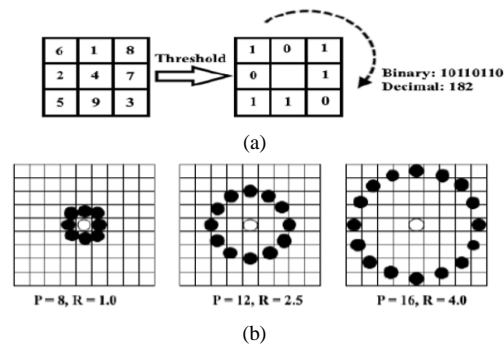 6 1 8
2 4 7
5 9 3
Threshold
1 0 1
0 1
1 1 0
Binary: 10110110
Decimal: 182
(a)
P = 8, R = 1.0
P = 12, R = 2.5
P = 16, R = 4.0
(b)